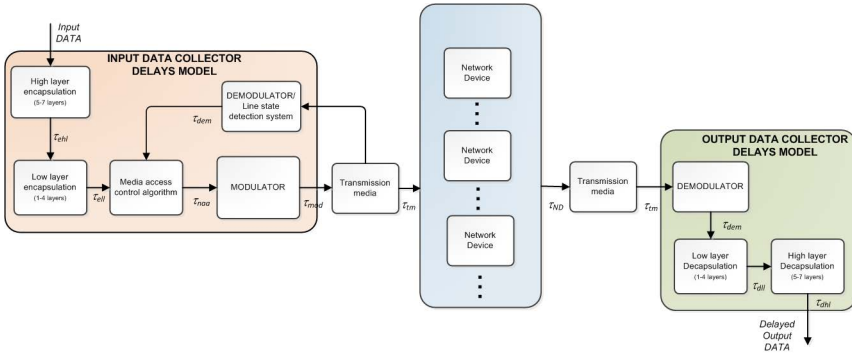 Input
DATA
INPUT DATA COLLECTOR
DELAYS MODEL
High layer
encapsulation
(5-7 layers)
τehl
Low layer
encapsulation
(1-4 layers)
τell
Media access
control algorithm
τmaa
DEMODULATOR/
Line state
detection system
τdem
MODULATOR
τmod
Transmission
media
τtm
Network
Device
Network
Device
Network
Device
τND
Transmission
media
τtm
OUTPUT DATA COLLECTOR
DELAYS MODEL
DEMODULATOR
τdem
Low layer
Decapsulation
(1-4 layers)
τdll
High layer
Decapsulation
(5-7 layers)
τdhl
Delayed
Output
DATA